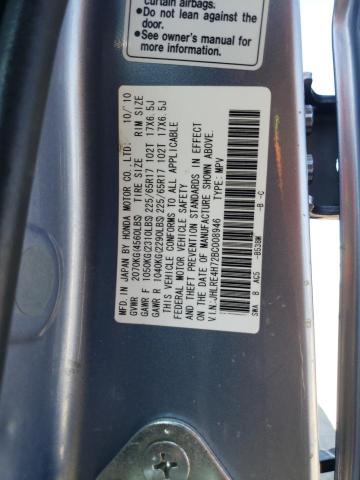 curtain airbags.
•Do not lean against the
door.
•See owner's manual for
more information.
MFD. IN JAPAN BY HONDA MOTOR CO., LTD. 10/10
GVWR 2070KG(4560LBS) TIRE SIZE RIM SIZE
GAWR F 1050KG(2310LBS) 225/65R17 102T 17X6.5J
GAWR R 1040KG(2290LBS) 225/65R17 102T 17X6.5J
THIS VEHICLE CONFORMS TO ALL APPLICABLE
FEDERAL MOTOR VEHICLE SAFETY
AND THEFT PREVENTION STANDARDS IN EFFECT
ON THE DATE OF MANUFACTURE SHOWN ABOVE.
V.I.N:JHLRE4H72BC008946 TYPE: MPV
SWA B AC5 -B538M -B -C